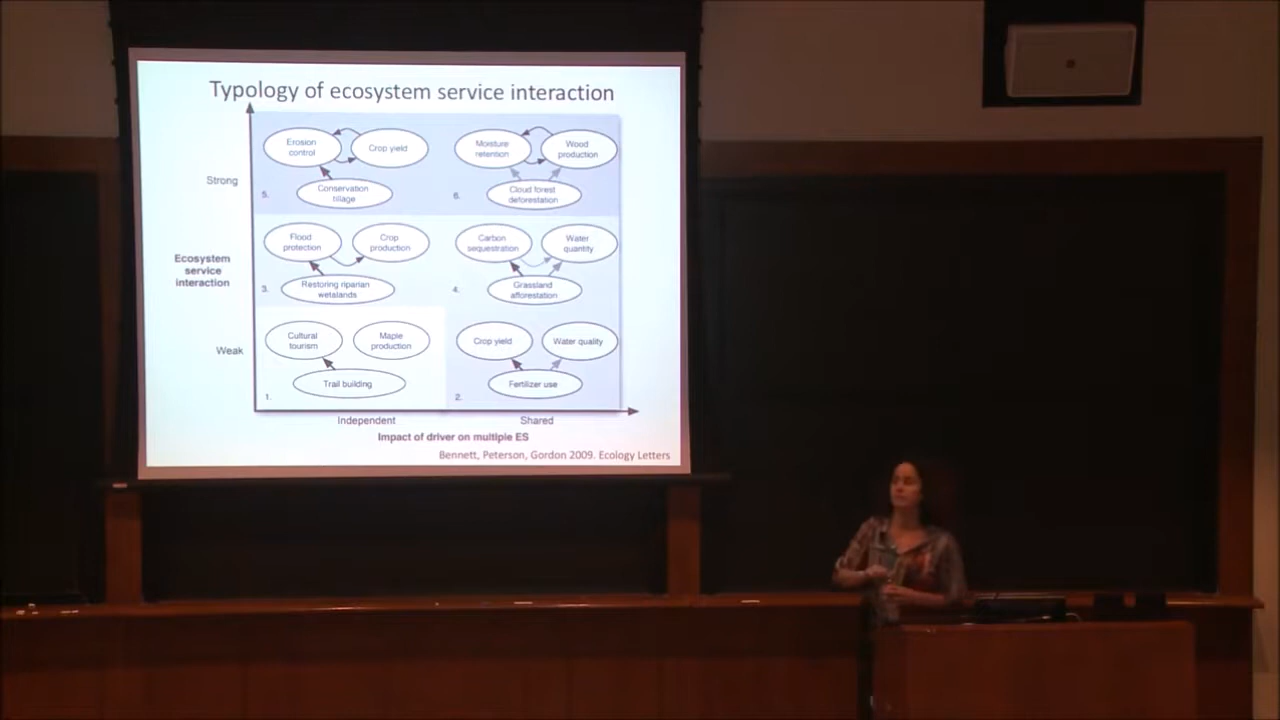 Typology of ecosystem service interaction
Erosion
control
Crop yield
Conservation
tillage
5.
Moisture
retention
Wood
production
Cloud forest
deforestation
6.
Strong
Flood
protection
Crop
production
Restoring riparian
wetalands
3.
Carbon
sequestration
Water
quantity
Grassland
afforestation
4.
Ecosystem
service
interaction
Cultural
tourism
Maple
production
Trail building
1.
Crop yield
Water quality
Fertilizer use
2.
Weak
Independent
Shared
Impact of driver on multiple ES
Bennett, Peterson, Gordon 2009. Ecology Letters